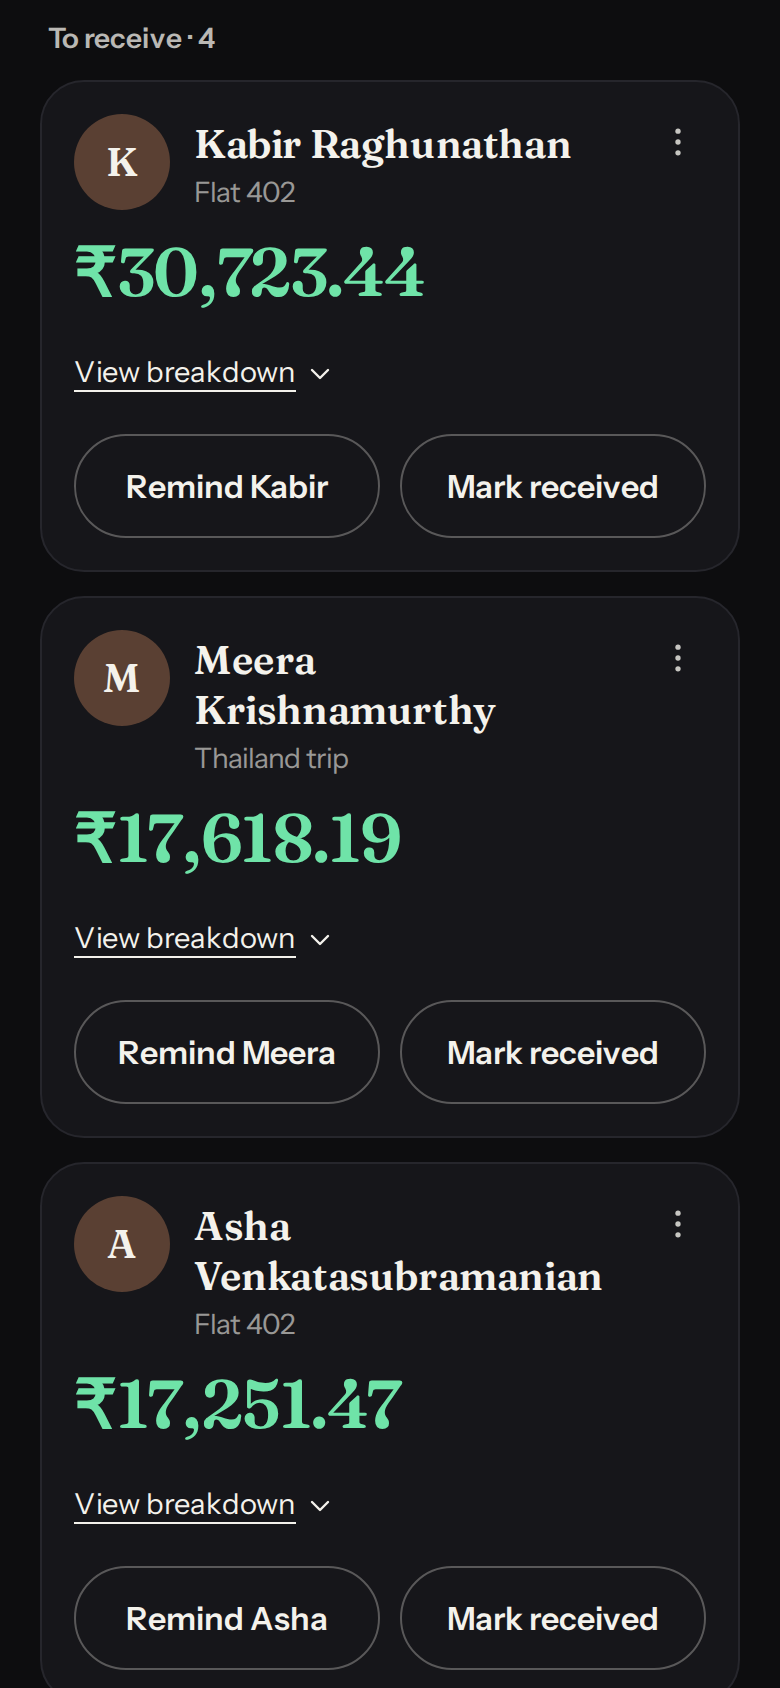 To receive · 4
K
Kabir Raghunathan
Flat 402
₹30,723.44
View breakdown
Remind Kabir
Mark received
M
Meera
Krishnamurthy
Thailand trip
₹17,618.19
View breakdown
Remind Meera
Mark received
A
Asha
Venkatasubramanian
Flat 402
₹17,251.47
View breakdown
Remind Asha
Mark received